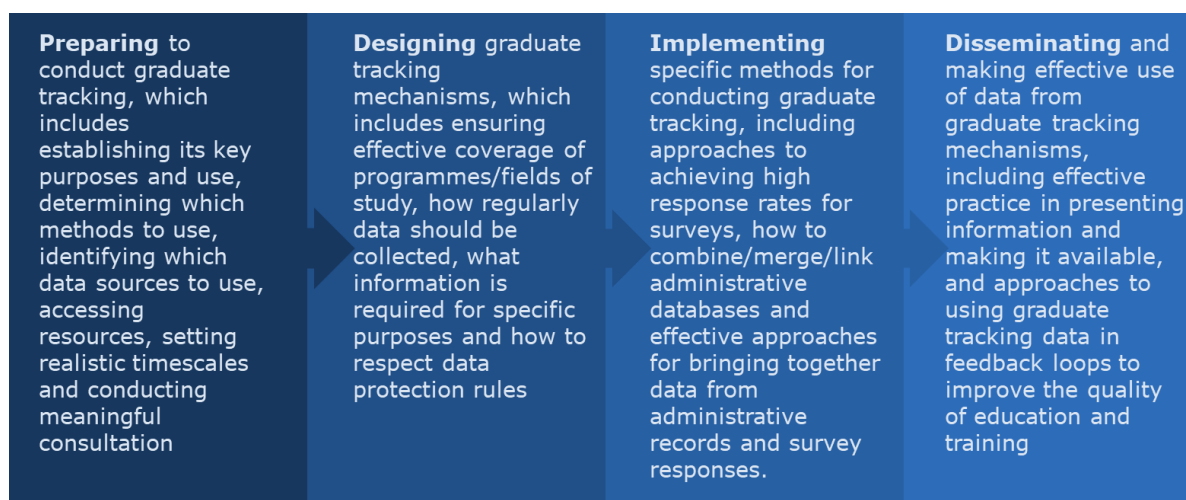 Preparing to
conduct graduate
tracking, which
includes
establishing its key
purposes and use,
determining which
methods to use,
identifying which
data sources to use,
accessing
resources, setting
realistic timescales
and conducting
meaningful
consultation
Designing graduate
tracking
mechanisms, which
includes ensuring
effective coverage of
programmes/fields of
study, how regularly
data should be
collected, what
information is
required for specific
purposes and how to
respect data
protection rules
Implementing
specific methods for
conducting graduate
tracking, including
approaches to
achieving high
response rates for
surveys, how to
combine/merge/link
administrative
databases and
effective approaches
for bringing together
data from
administrative
records and survey
responses.
Disseminating and
making effective use
of data from
graduate tracking
mechanisms,
including effective
practice in presenting
information and
making it available,
and approaches to
using graduate
tracking data in
feedback loops to
improve the quality
of education and
training